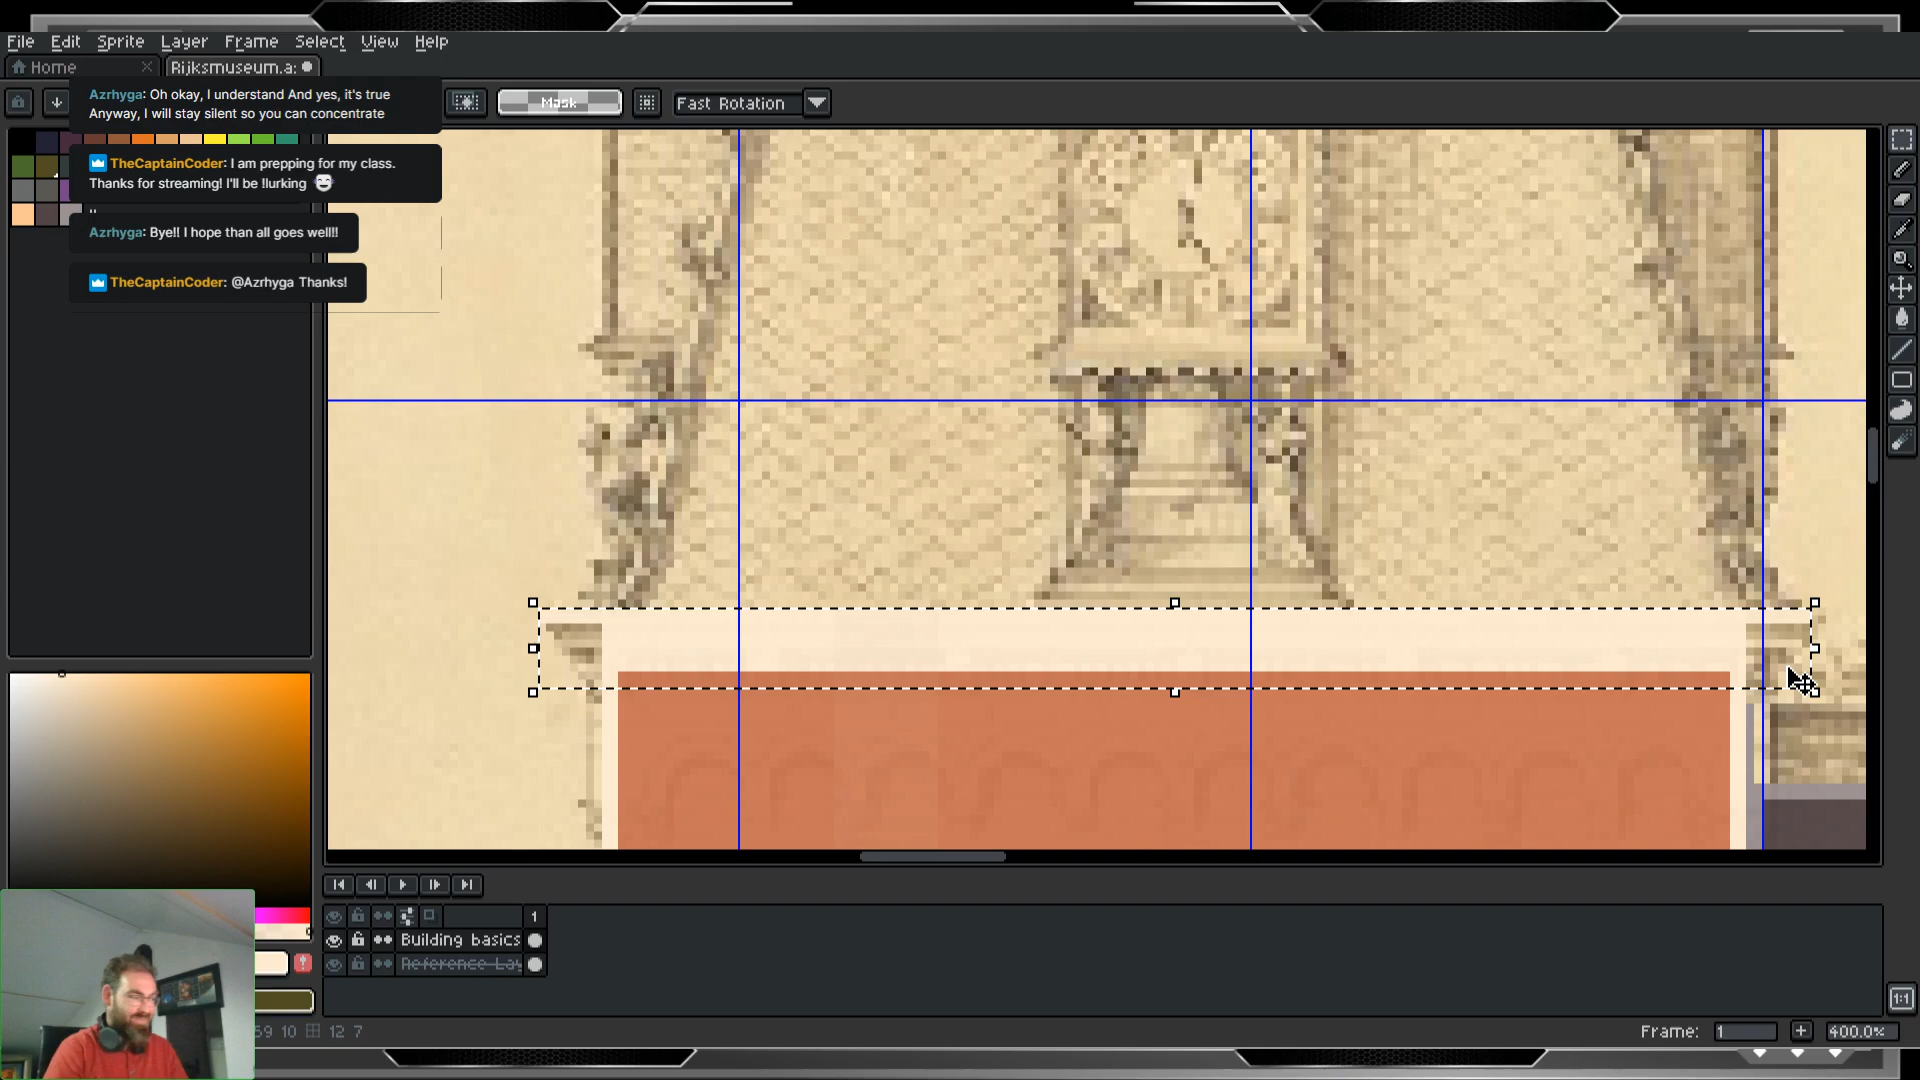 File Edit Sprite Layer Frame Select View Help
Home
Rijksmuseum.a:
Azrhyga: Oh okay, I understand And yes, it's true
Anyway, I will stay silent so you can concentrate
Mask
Fast Rotation
TheCaptainCoder: I am prepping for my class.
Thanks for streaming! I'll be !lurking
Azrhyga: Bye!! I hope than all goes well!!
TheCaptainCoder: @Azrhyga Thanks!
1
Building basics
Reference Lay
1:1
59 10 12 7
Frame: 1 + 400.0%